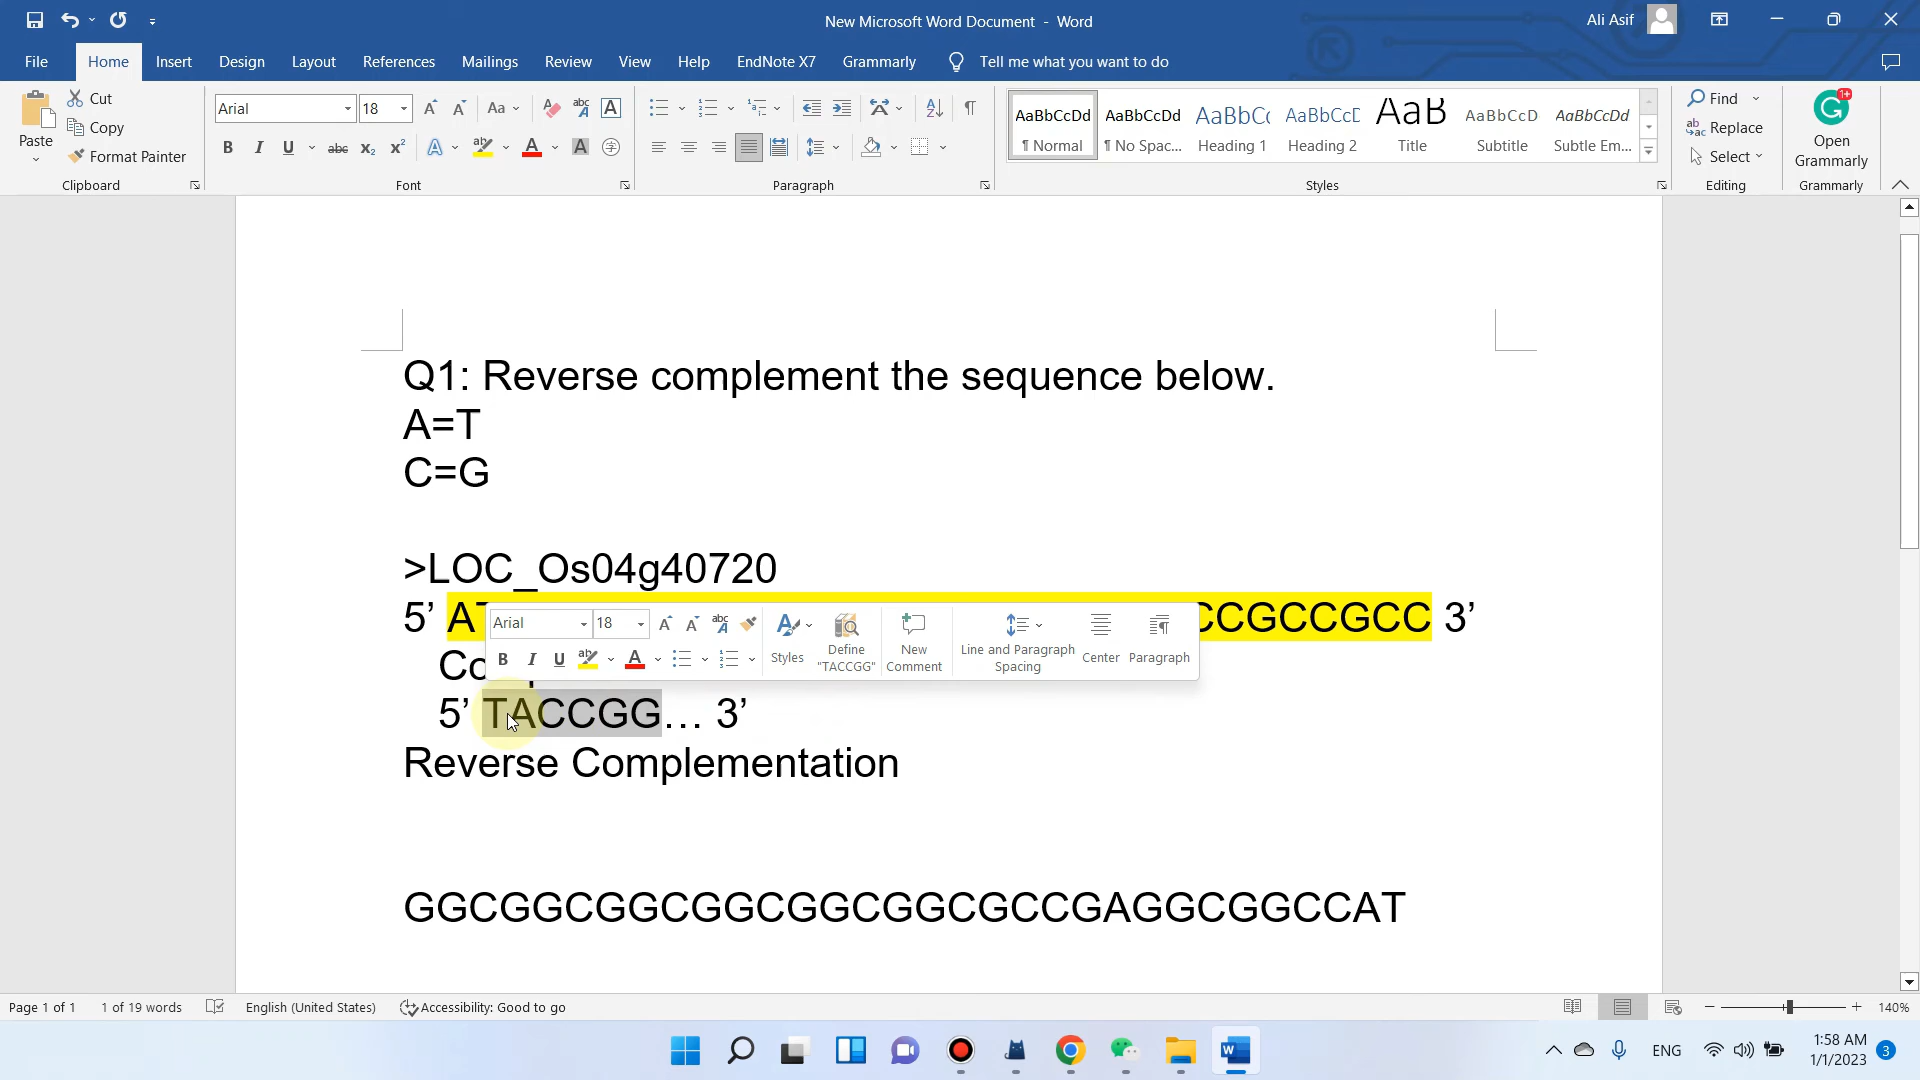 New Microsoft Word Document - Word
Ali Asif
File Home Insert Design Layout References Mailings Review View Help EndNote X7 Grammarly Tell me what you want to do
Paste
Cut
Copy
Format Painter
Clipboard
Arial 18
Font
Paragraph
AaBbCcDd AaBbCcDd AaBbC AaBbCcD AaB AaBbCcD AaBbCcDd
¶ Normal ¶ No Spac... Heading 1 Heading 2 Title Subtitle Subtle Em...
Styles
Find
Replace
Select
Editing
Open
Grammarly
Grammarly
Q1: Reverse complement the sequence below.
A=T
C=G
>LOC_Os04g40720
5’ A CCGCCGCC 3’
Arial 18
Styles
Define
"TACCGG"
New
Comment
Line and Paragraph
Spacing
Center
Paragraph
5’ TACCGG… 3’
Reverse Complementation
GGCGGCGGCGGCGGCGGCGCCGAGGCGGCCAT
Page 1 of 1 1 of 19 words English (United States) Accessibility: Good to go 140%
ENG
1:58 AM
1/1/2023
3